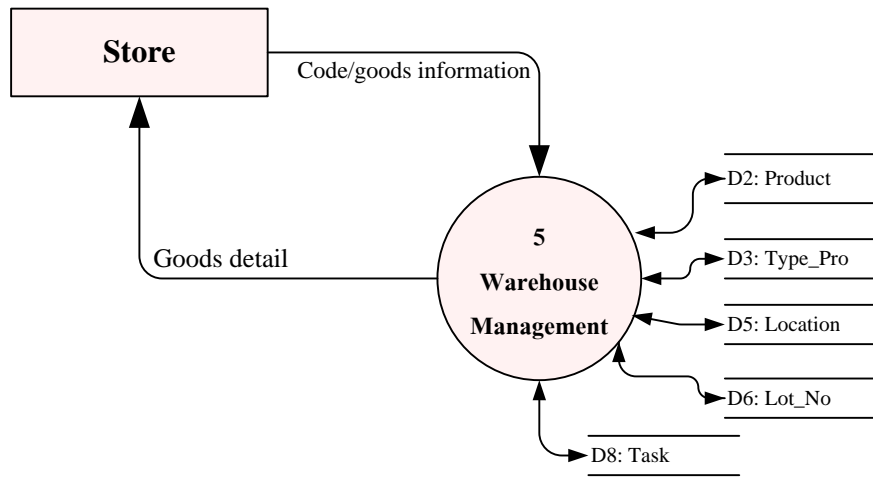 Store
Code/goods information
D2: Product
5
Goods detail
Warehouse
D3: Type_Pro
Management
D5: Location
D6: Lot_No
D8: Task